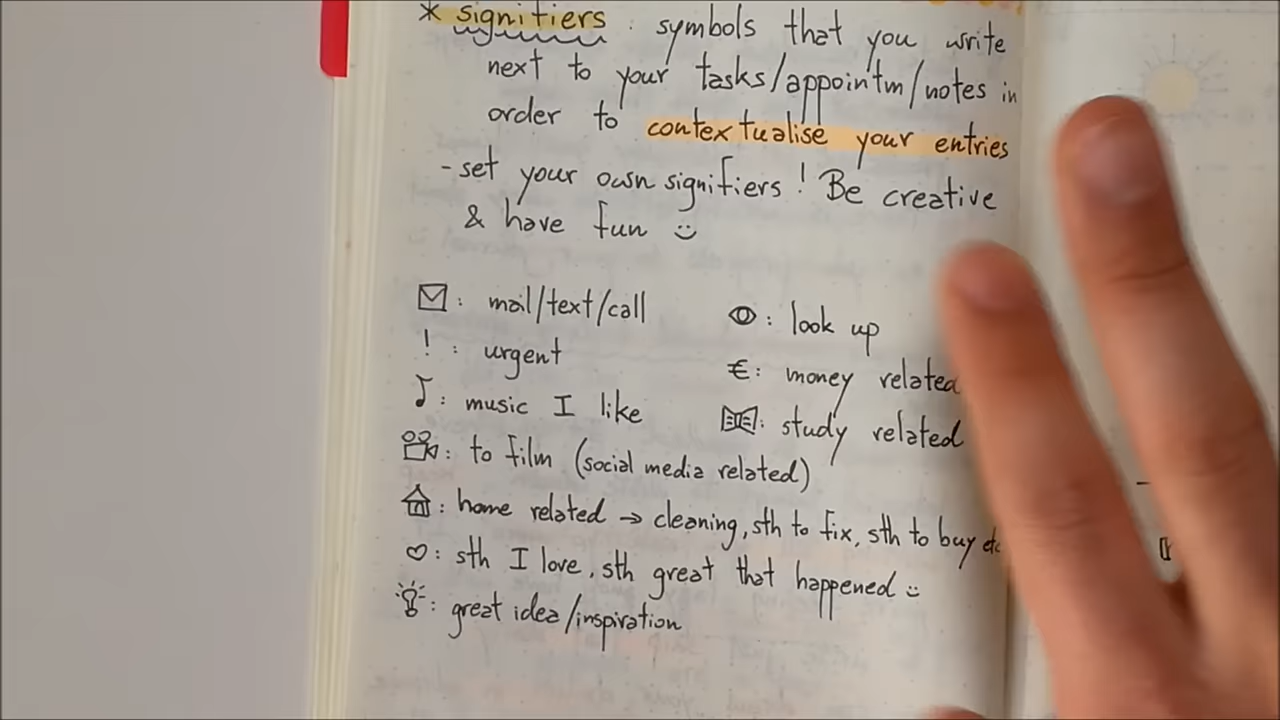 * signifiers : symbols that you write
next to your tasks/appointm/notes in
order to contextualise your entries
- set your own signifiers! Be creative
& have fun
: mail/text/call
! : urgent
♪: music I like
: to film (social media related)
: home related → cleaning, sth to fix, sth to buy etc
♡: sth I love, sth great that happened
: great idea/inspiration
: look up
€: money related
: study related